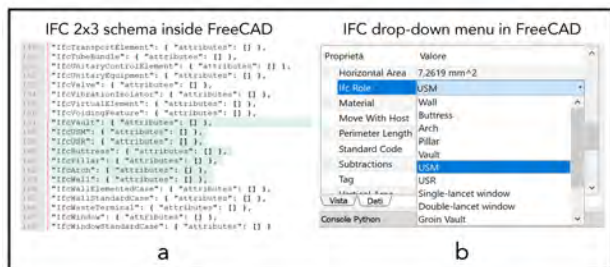 IFC 2x3 schema inside FreeCAD
IFC drop-down menu in FreeCAD
"IfcTransportElement": { "attributes": [] },
"IfcTubeBundle": { "attributes": [] },
"IfcUnitaryControlElement": { "attributes": [] },
"IfcUnitaryEquipment": { "attributes": [] },
"IfcValve": { "attributes": [] },
"IfcVibrationIsolator": { "attributes": [] },
"IfcVirtualElement": { "attributes": [] },
"IfcVoidingFeature": { "attributes": [] },
"IfcVault": { "attributes": [] },
"IfcUSM": { "attributes": [] },
"IfcUSR": { "attributes": [] },
"IfcButtress": { "attributes": [] },
"IfcPillar": { "attributes": [] },
"IfcArch": { "attributes": [] },
"IfcWall": { "attributes": [] },
"IfcWallElementedCase": { "attributes": [] },
"IfcWallStandardCase": { "attributes": [] },
"IfcWasteTerminal": { "attributes": [] },
"IfcWindow": { "attributes": [] },
"IfcWindowStandardCase": { "attributes": [] },
a
Proprietà Valore
Horizontal Area 7,2619 mm^2
Ifc Role USM
Material Wall
Move With Host Buttress
Perimeter Length Arch
Standard Code Pillar
Subtractions Vault
Tag USM
Vertical Area USR
Single-lancet window
Vista Dati Double-lancet window
Console Python Groin Vault
b